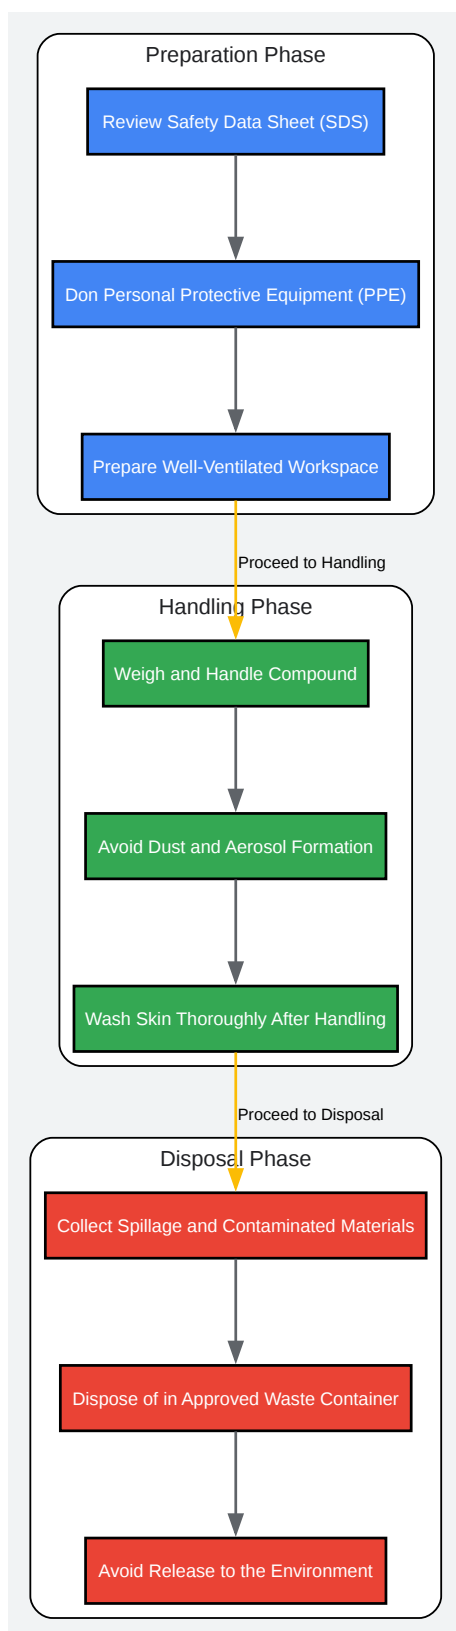 Preparation Phase
Review Safety Data Sheet (SDS)
Don Personal Protective Equipment (PPE)
Prepare Well-Ventilated Workspace
Proceed to Handling
Handling Phase
Weigh and Handle Compound
Avoid Dust and Aerosol Formation
Wash Skin Thoroughly After Handling
Proceed to Disposal
Disposal Phase
Collect Spillage and Contaminated Materials
Dispose of in Approved Waste Container
Avoid Release to the Environment